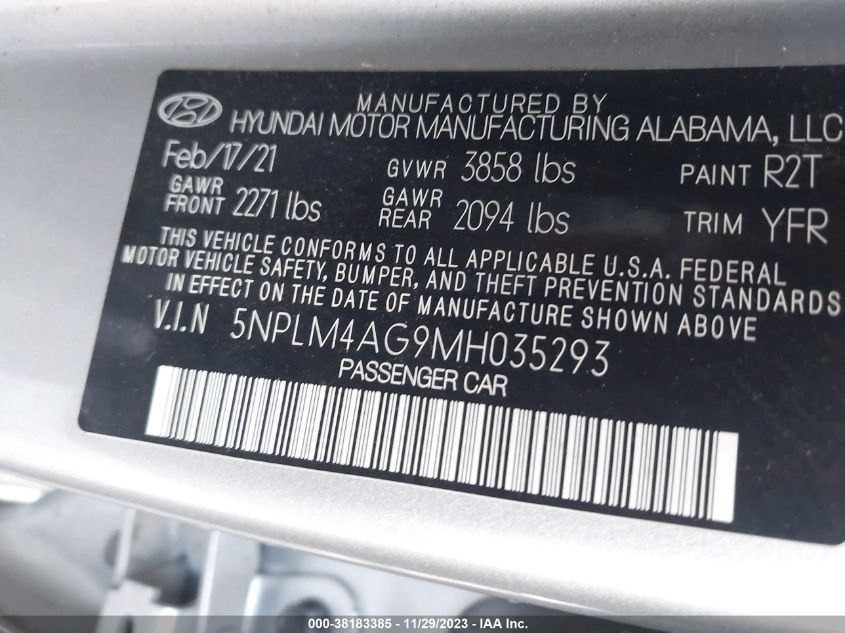 MANUFACTURED BY
HYUNDAI MOTOR MANUFACTURING ALABAMA, LLC
Feb/17/21 GVWR 3858 lbs PAINT R2T
GAWR FRONT 2271 lbs GAWR REAR 2094 lbs TRIM YFR
THIS VEHICLE CONFORMS TO ALL APPLICABLE U.S.A. FEDERAL
MOTOR VEHICLE SAFETY, BUMPER, AND THEFT PREVENTION STANDARDS
IN EFFECT ON THE DATE OF MANUFACTURE SHOWN ABOVE
V.I.N 5NPLM4AG9MH035293
PASSENGER CAR
000-38183385 - 11/29/2023 - IAA Inc.